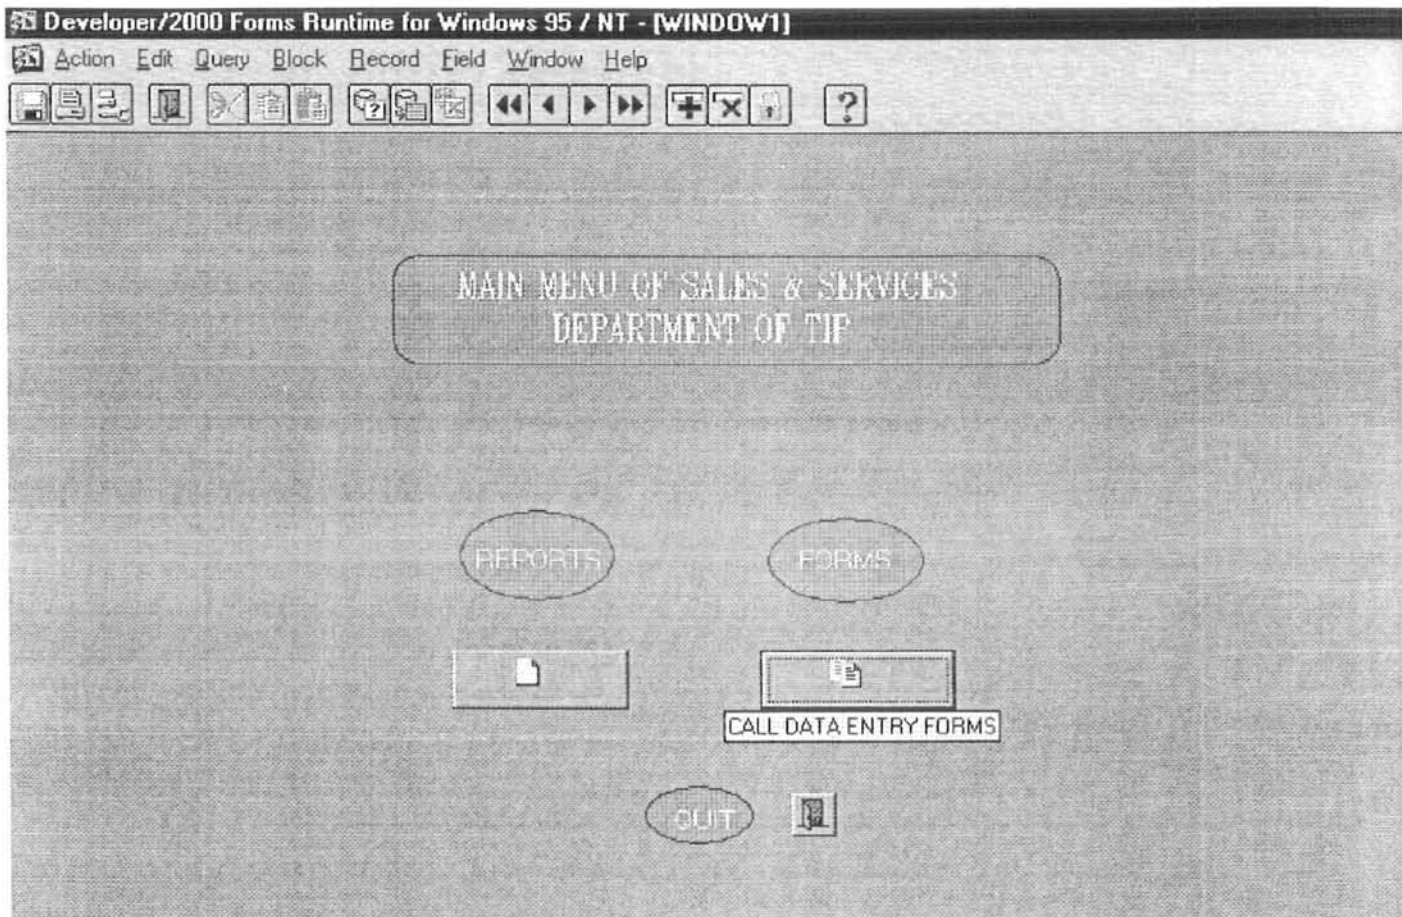 Developer/2000 Forms Runtime for Windows 95 / NT - [WINDOW1]
Action Edit Query Block Record Field Window Help
MAIN MENU OF SALES & SERVICES
DEPARTMENT OF TIP
REPORTS FORMS
CALL DATA ENTRY FORMS
QUIT